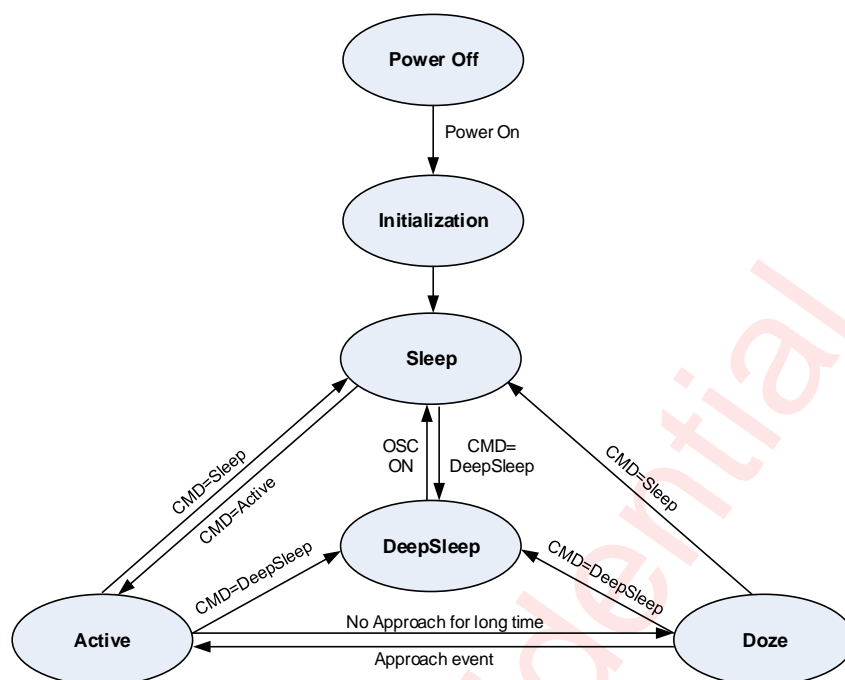 Power Off
Power On
Initialization
Sleep
OSC
ON
CMD=
DeepSleep
CMD=Sleep
CMD=Active
CMD=Sleep
DeepSleep
CMD=DeepSleep
CMD=DeepSleep
Active
No Approach for long time
Approach event
Doze
idential